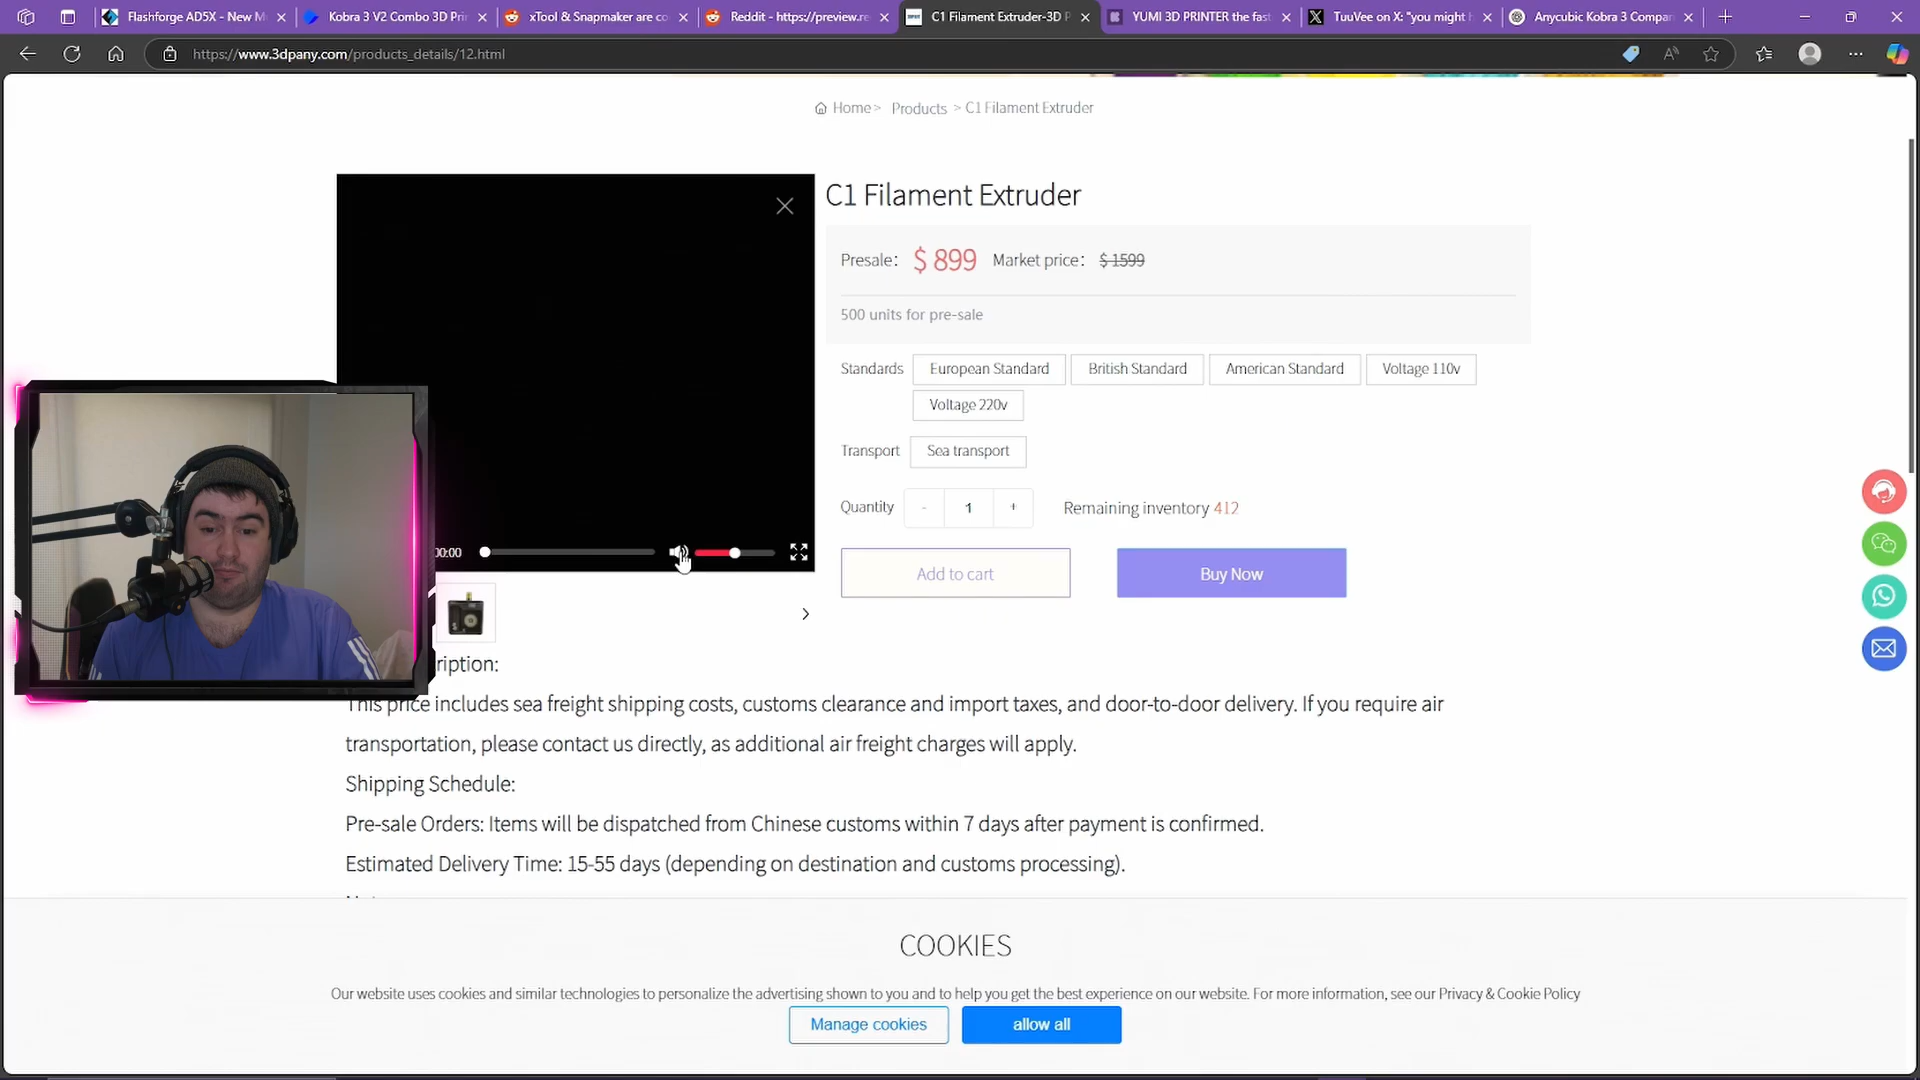 Flashforge AD5X - New M
Kobra 3 V2 Combo 3D Prin
xTool & Snapmaker are co
Reddit - https://preview.re
C1 Filament Extruder-3D P
YUMI 3D PRINTER the fast
TuuVee on X: "you might h
Anycubic Kobra 3 Compar
https://www.3dpany.com/products_details/12.html
Home > Products > C1 Filament Extruder
C1 Filament Extruder
Presale: $ 899 Market price: $ 1599
500 units for pre-sale
Standards European Standard British Standard American Standard Voltage 110v
Voltage 220v
Transport Sea transport
Quantity - 1 + Remaining inventory 412
00:00
Add to cart Buy Now
ription:
This price includes sea freight shipping costs, customs clearance and import taxes, and door-to-door delivery. If you require air
transportation, please contact us directly, as additional air freight charges will apply.
Shipping Schedule:
Pre-sale Orders: Items will be dispatched from Chinese customs within 7 days after payment is confirmed.
Estimated Delivery Time: 15-55 days (depending on destination and customs processing).
COOKIES
Our website uses cookies and similar technologies to personalize the advertising shown to you and to help you get the best experience on our website. For more information, see our Privacy & Cookie Policy
Manage cookies allow all